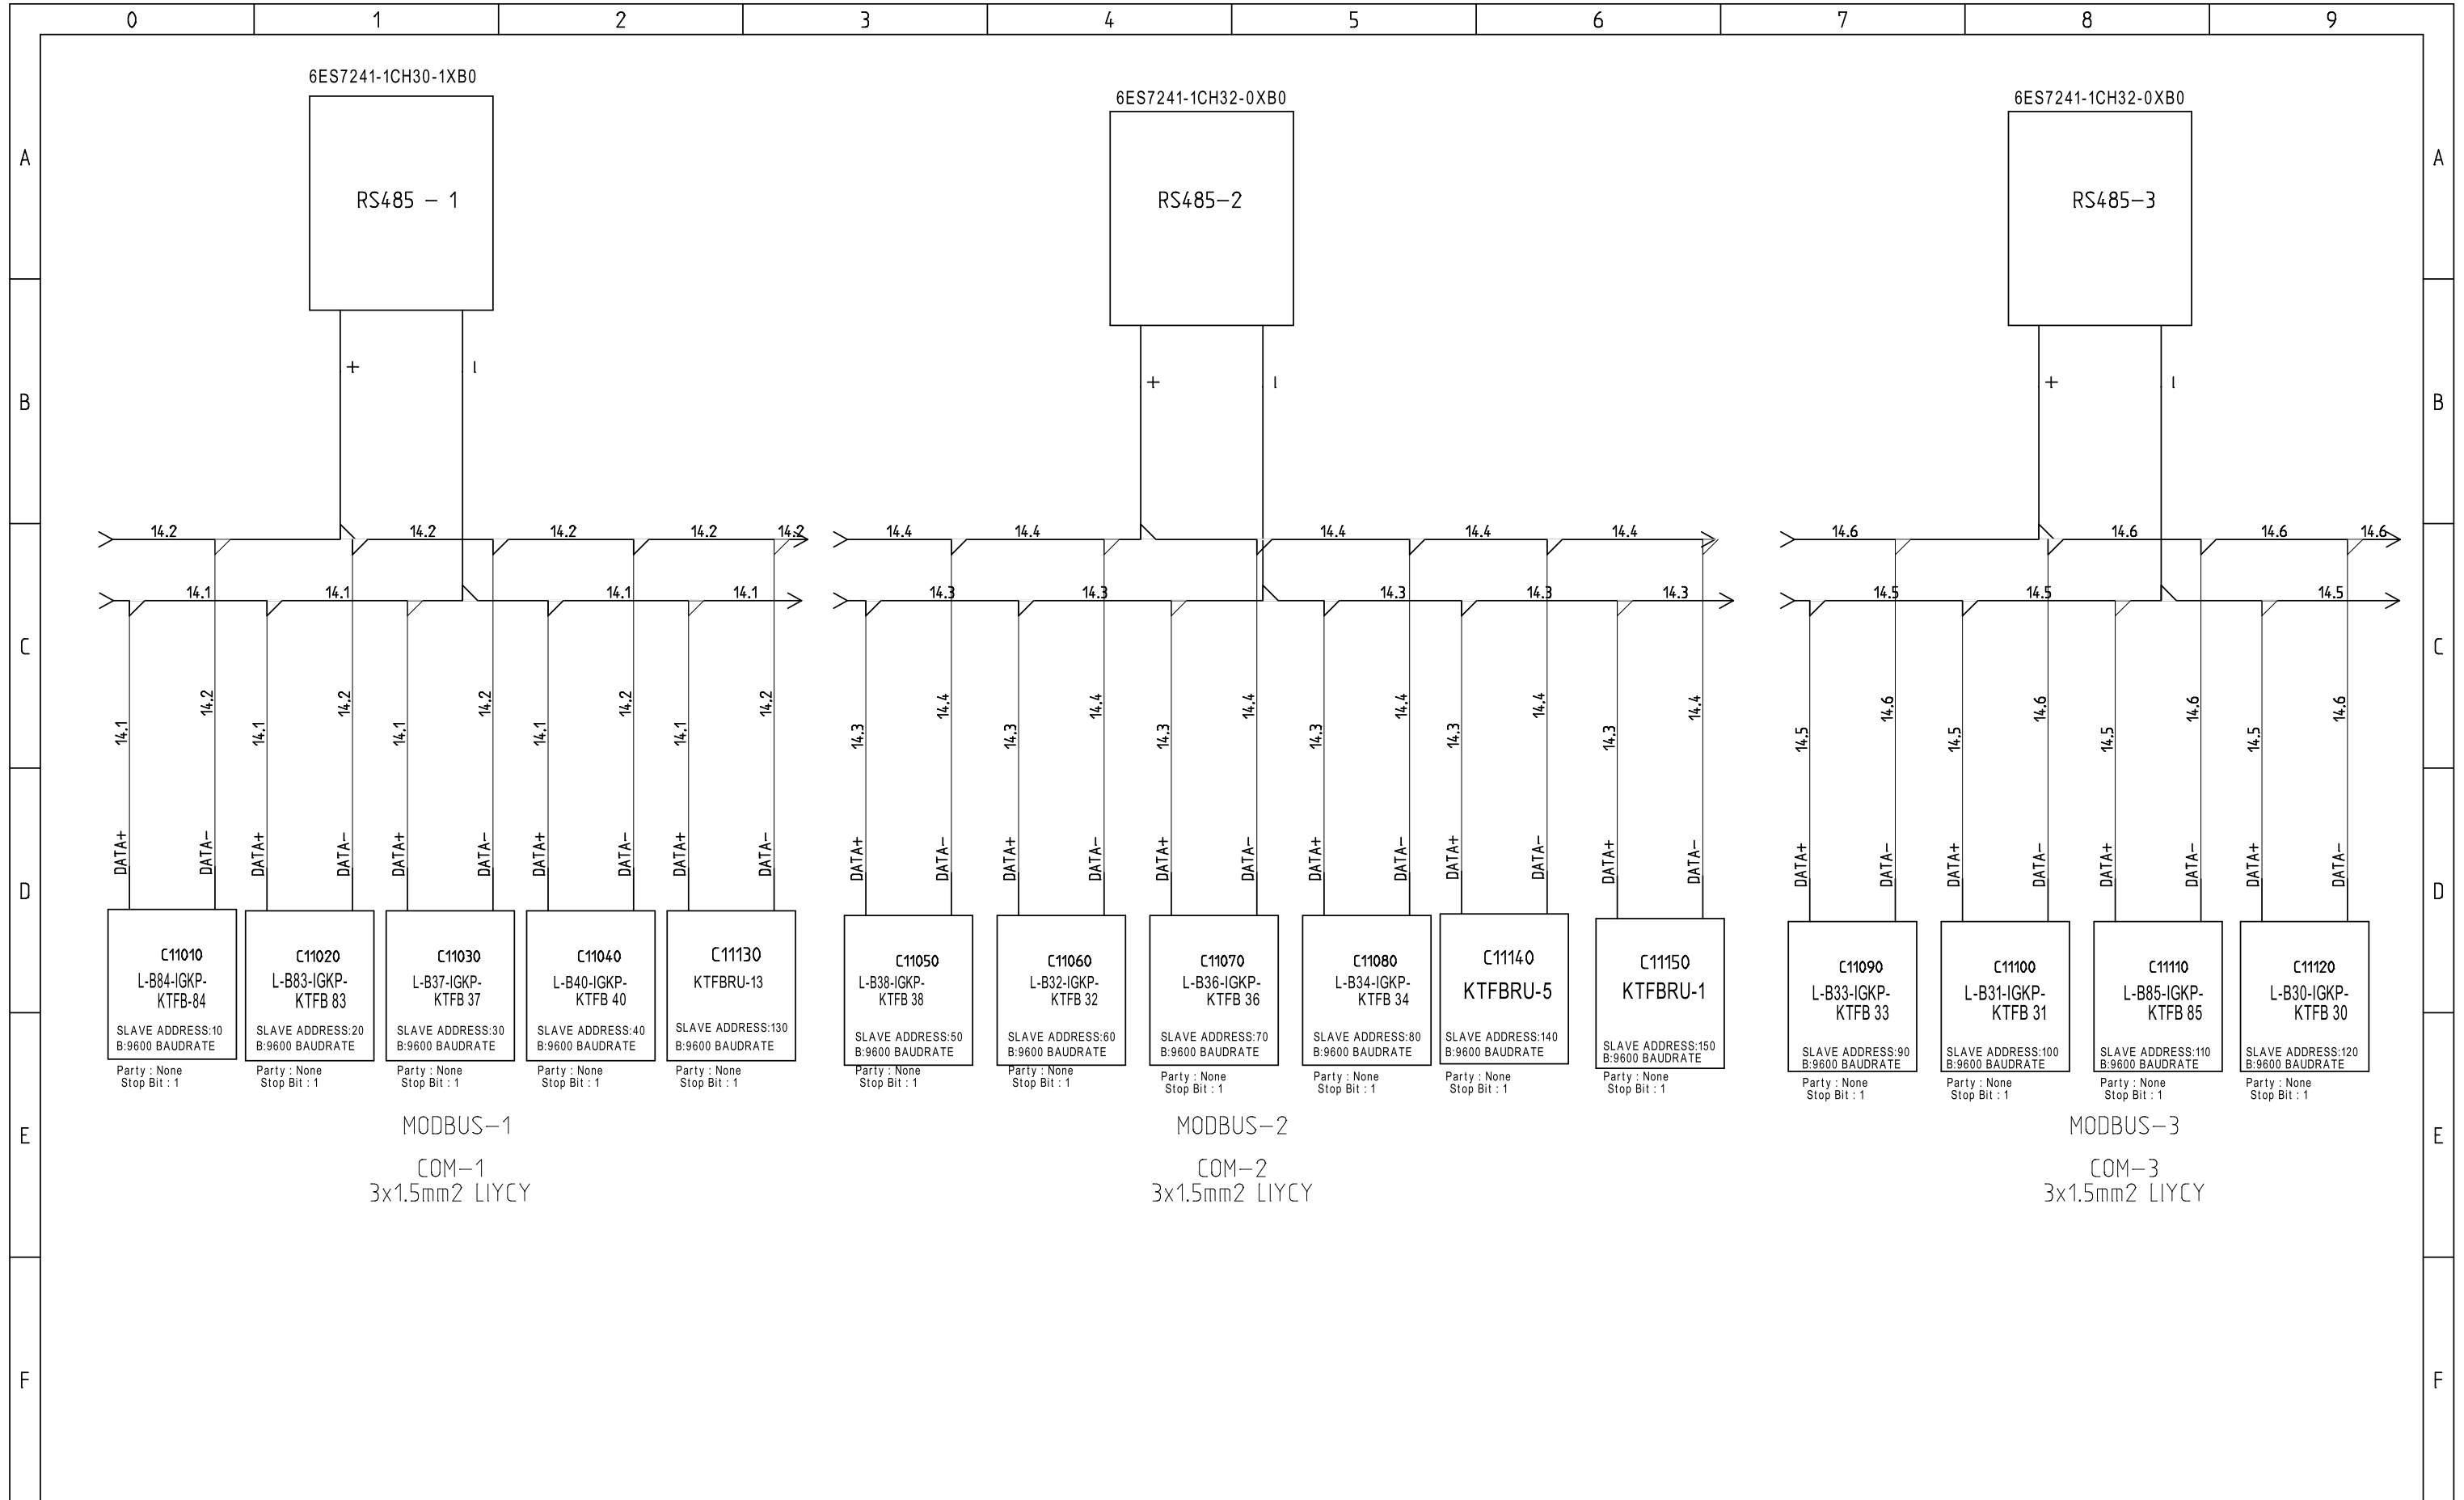 0 1 2 3 4 5 6 7 8 9
6ES7241-1CH30-1XB0
6ES7241-1CH32-0XB0
6ES7241-1CH32-0XB0
A A
RS485 - 1
RS485-2
RS485-3
+ -
+ -
+ -
B B
14.2 14.2 14.2 14.2 14.2
14.4 14.4 14.4 14.4 14.4
14.6 14.6 14.6 14.6
14.1 14.1 14.1 14.1
14.3 14.3 14.3 14.3 14.3
14.5 14.5 14.5
C C
14.1 14.2 14.1 14.2 14.1 14.2 14.1 14.2 14.1 14.2
14.3 14.4 14.3 14.4 14.3 14.4 14.3 14.4 14.3 14.4 14.3 14.4
14.5 14.6 14.5 14.6 14.5 14.6 14.5 14.6
DATA+ DATA- DATA+ DATA- DATA+ DATA- DATA+ DATA- DATA+ DATA-
DATA+ DATA- DATA+ DATA- DATA+ DATA- DATA+ DATA- DATA+ DATA- DATA+ DATA-
DATA+ DATA- DATA+ DATA- DATA+ DATA- DATA+ DATA-
D D
C11010
L-B84-IGKP-
KTFB-84
SLAVE ADDRESS:10
B:9600 BAUDRATE
Party : None
Stop Bit : 1
C11020
L-B83-IGKP-
KTFB 83
SLAVE ADDRESS:20
B:9600 BAUDRATE
Party : None
Stop Bit : 1
C11030
L-B37-IGKP-
KTFB 37
SLAVE ADDRESS:30
B:9600 BAUDRATE
Party : None
Stop Bit : 1
C11040
L-B40-IGKP-
KTFB 40
SLAVE ADDRESS:40
B:9600 BAUDRATE
Party : None
Stop Bit : 1
C11130
KTFBRU-13
SLAVE ADDRESS:130
B:9600 BAUDRATE
Party : None
Stop Bit : 1
C11050
L-B38-IGKP-
KTFB 38
SLAVE ADDRESS:50
B:9600 BAUDRATE
Party : None
Stop Bit : 1
C11060
L-B32-IGKP-
KTFB 32
SLAVE ADDRESS:60
B:9600 BAUDRATE
Party : None
Stop Bit : 1
C11070
L-B36-IGKP-
KTFB 36
SLAVE ADDRESS:70
B:9600 BAUDRATE
Party : None
Stop Bit : 1
C11080
L-B34-IGKP-
KTFB 34
SLAVE ADDRESS:80
B:9600 BAUDRATE
Party : None
Stop Bit : 1
C11140
KTFBRU-5
SLAVE ADDRESS:140
B:9600 BAUDRATE
Party : None
Stop Bit : 1
C11150
KTFBRU-1
SLAVE ADDRESS:150
B:9600 BAUDRATE
Party : None
Stop Bit : 1
C11090
L-B33-IGKP-
KTFB 33
SLAVE ADDRESS:90
B:9600 BAUDRATE
Party : None
Stop Bit : 1
C11100
L-B31-IGKP-
KTFB 31
SLAVE ADDRESS:100
B:9600 BAUDRATE
Party : None
Stop Bit : 1
C11110
L-B85-IGKP-
KTFB 85
SLAVE ADDRESS:110
B:9600 BAUDRATE
Party : None
Stop Bit : 1
C11120
L-B30-IGKP-
KTFB 30
SLAVE ADDRESS:120
B:9600 BAUDRATE
Party : None
Stop Bit : 1
E E
MODBUS-1
COM-1
3x1.5mm2 LIYCY
MODBUS-2
COM-2
3x1.5mm2 LIYCY
MODBUS-3
COM-3
3x1.5mm2 LIYCY
F F